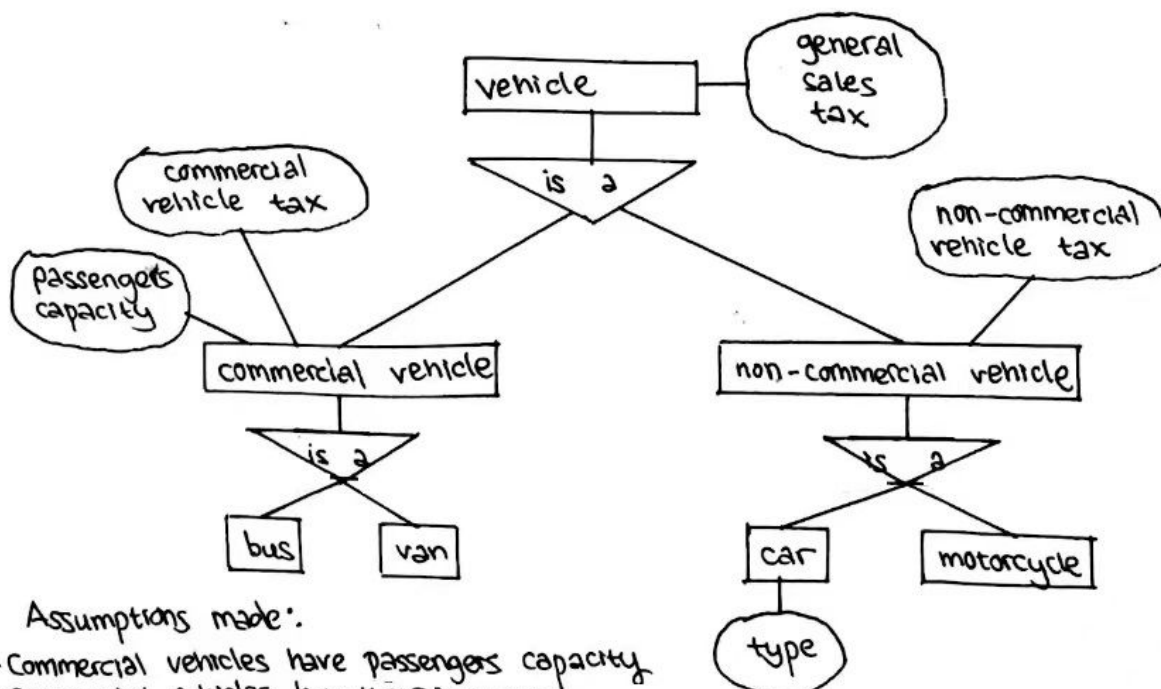 general
sales
tax
vehicle
is a
commercial
vehicle tax
non-commercial
vehicle tax
passengers
capacity
commercial vehicle
non-commercial vehicle
is a
is a
bus
van
car
motorcycle
type
Assumptions made:
- Commercial vehicles have passengers capacity